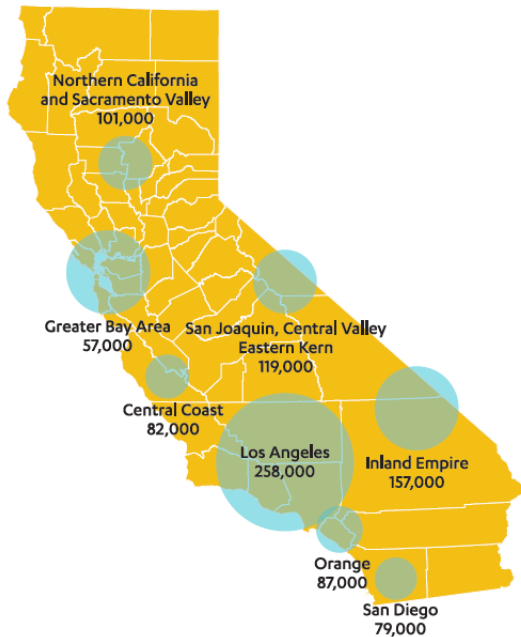 Northern California
and Sacramento Valley
101,000
Greater Bay Area
57,000
San Joaquin, Central Valley
Eastern Kern
119,000
Central Coast
82,000
Los Angeles
258,000
Inland Empire
157,000
Orange
87,000
San Diego
79,000